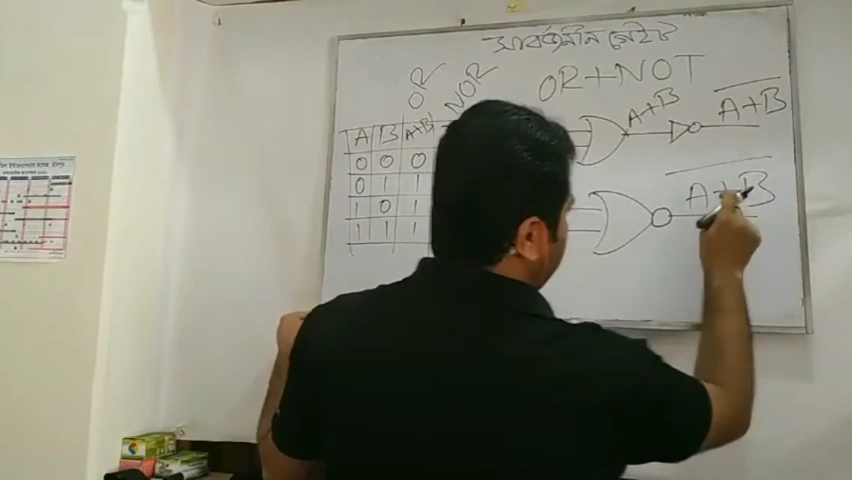 সার্বজনীন গেইট
OR NOR OR+NOT
A B A+B A+B A+B
0 0 0
0 1 1 A+B
1 0 1
1 1 1